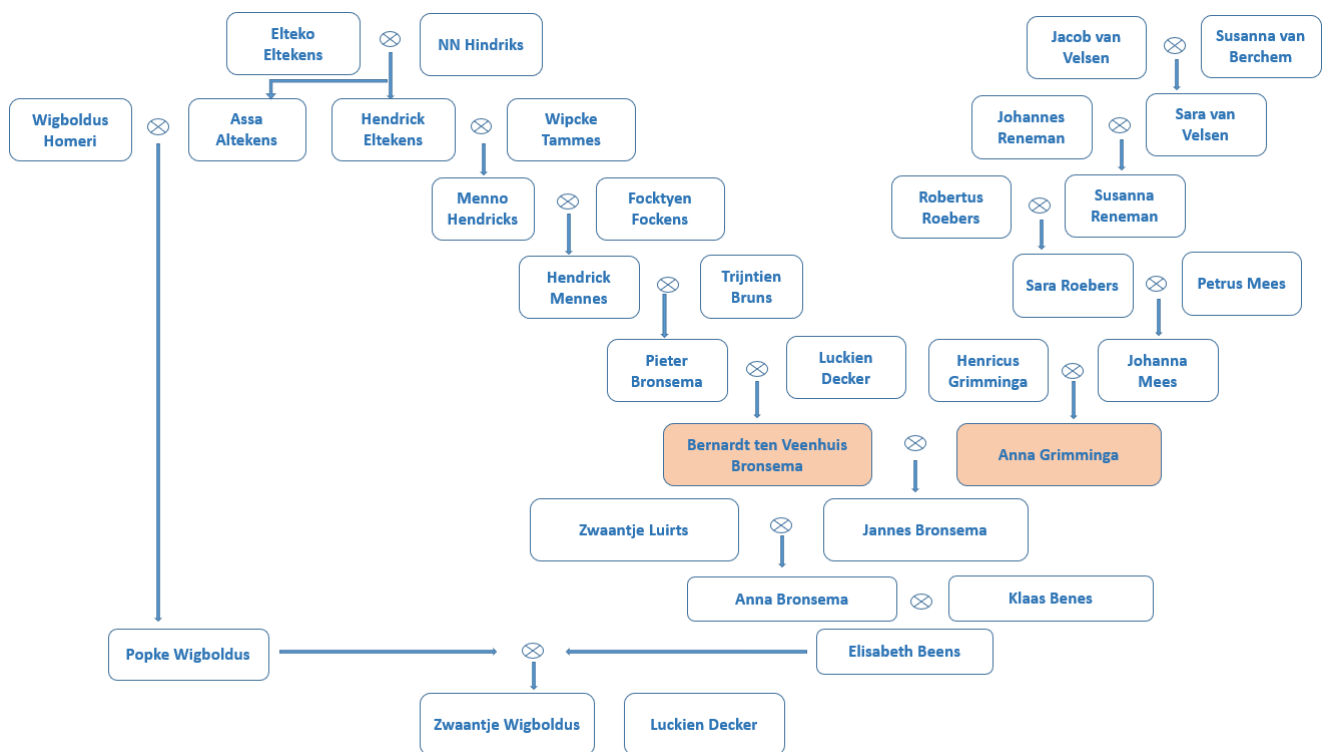 Elteko
Eltekens
NN Hindriks
Jacob van
Velsen
Susanna van
Berchem
Wigboldus
Homeri
Assa
Altekens
Hendrick
Eltekens
Wipcke
Tammes
Johannes
Reneman
Sara van
Velsen
Menno
Hendricks
Focktyen
Fockens
Robertus
Roebers
Susanna
Reneman
Hendrick
Mennes
Trijntien
Bruns
Sara Roebers
Petrus Mees
Pieter
Bronsema
Luckien
Decker
Henricus
Grimminga
Johanna
Mees
Bernardt ten Veenhuis
Bronsema
Anna Grimminga
Zwaantje Luirts
Jannes Bronsema
Anna Bronsema
Klaas Benes
Popke Wigboldus
Elisabeth Beens
Zwaantje Wigboldus
Luckien Decker